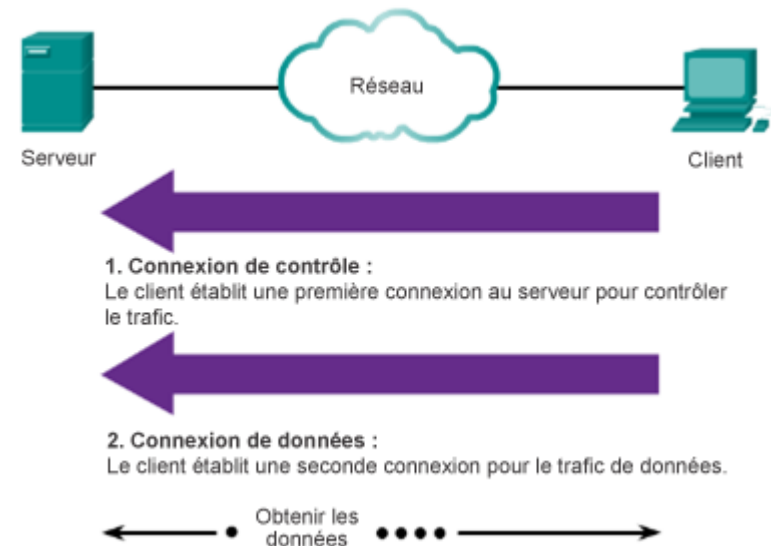 Réseau
Serveur
Client
1. Connexion de contrôle :
Le client établit une première connexion au serveur pour contrôler
le trafic.
2. Connexion de données :
Le client établit une seconde connexion pour le trafic de données.
Obtenir les
données